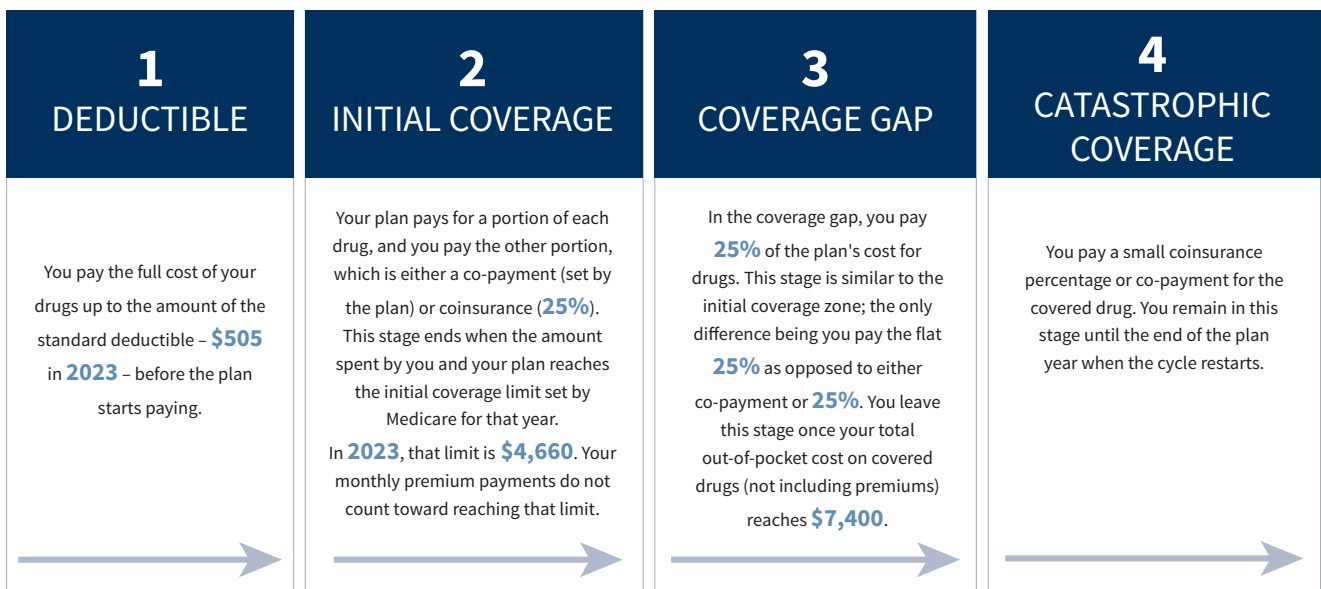 1
DEDUCTIBLE
You pay the full cost of your
drugs up to the amount of the
standard deductible – $505
in 2023 – before the plan
starts paying.
2
INITIAL COVERAGE
Your plan pays for a portion of each
drug, and you pay the other portion,
which is either a co-payment (set by
the plan) or coinsurance (25%).
This stage ends when the amount
spent by you and your plan reaches
the initial coverage limit set by
Medicare for that year.
In 2023, that limit is $4,660. Your
monthly premium payments do not
count toward reaching that limit.
3
COVERAGE GAP
In the coverage gap, you pay
25% of the plan's cost for
drugs. This stage is similar to the
initial coverage zone; the only
difference being you pay the flat
25% as opposed to either
co-payment or 25%. You leave
this stage once your total
out-of-pocket cost on covered
drugs (not including premiums)
reaches $7,400.
4
CATASTROPHIC
COVERAGE
You pay a small coinsurance
percentage or co-payment for the
covered drug. You remain in this
stage until the end of the plan
year when the cycle restarts.